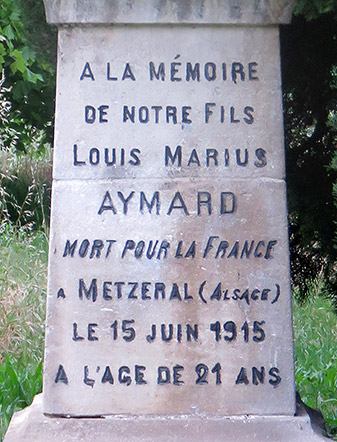 A LA MÉMOIRE
DE NOTRE FILS
LOUIS MARIUS
AYMARD
MORT POUR LA FRANCE
A METZERAL (ALSACE)
LE 15 JUIN 1915
A L'AGE DE 21 ANS